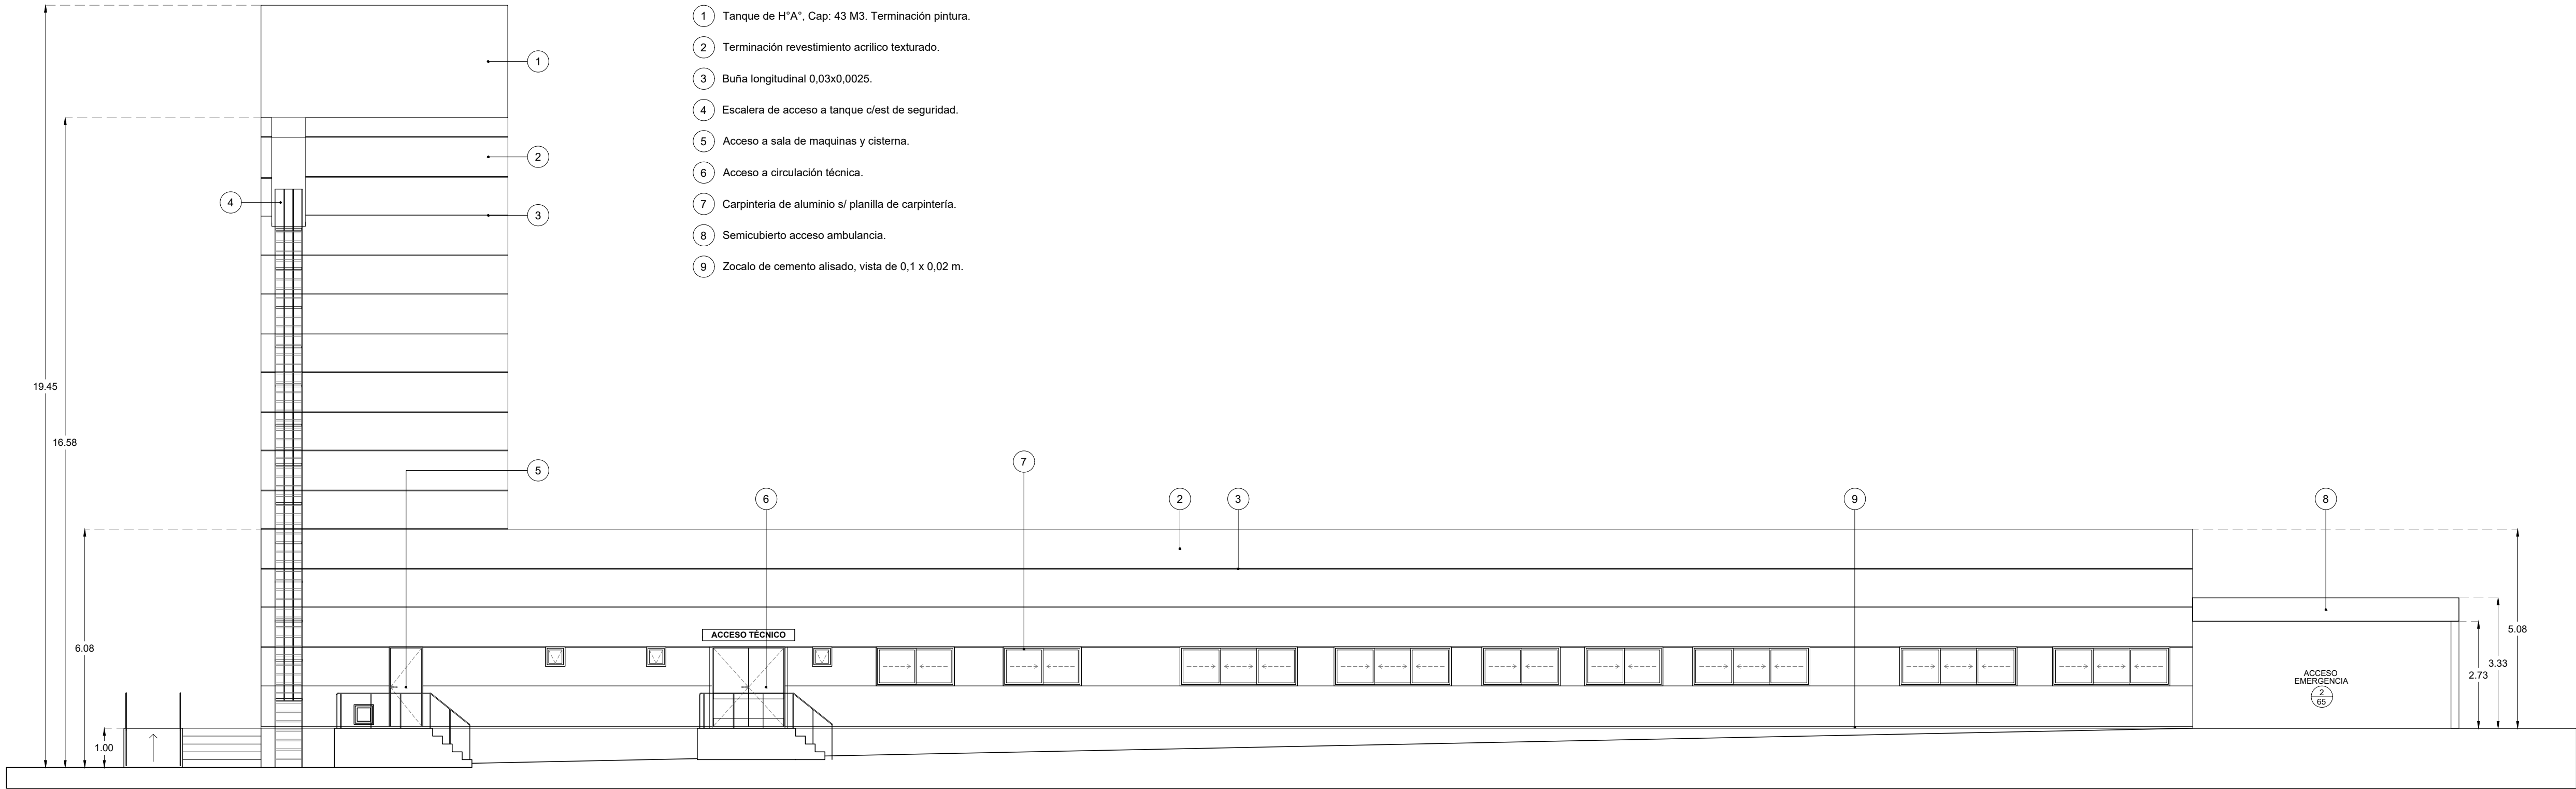 1 Tanque de H°A°, Cap: 43 M3. Terminación pintura.
2 Terminación revestimiento acrilico texturado.
3 Buña longitudinal 0,03x0,0025.
4 Escalera de acceso a tanque c/est de seguridad.
5 Acceso a sala de maquinas y cisterna.
6 Acceso a circulación técnica.
7 Carpinteria de aluminio s/ planilla de carpintería.
8 Semicubierto acceso ambulancia.
9 Zocalo de cemento alisado, vista de 0,1 x 0,02 m.
1
2
4
3
19.45
16.58
5
7
6
2
3
9
8
6.08
ACCESO TÉCNICO
5.08
3.33
2.73
ACCESO
EMERGENCIA
2
65
1.00